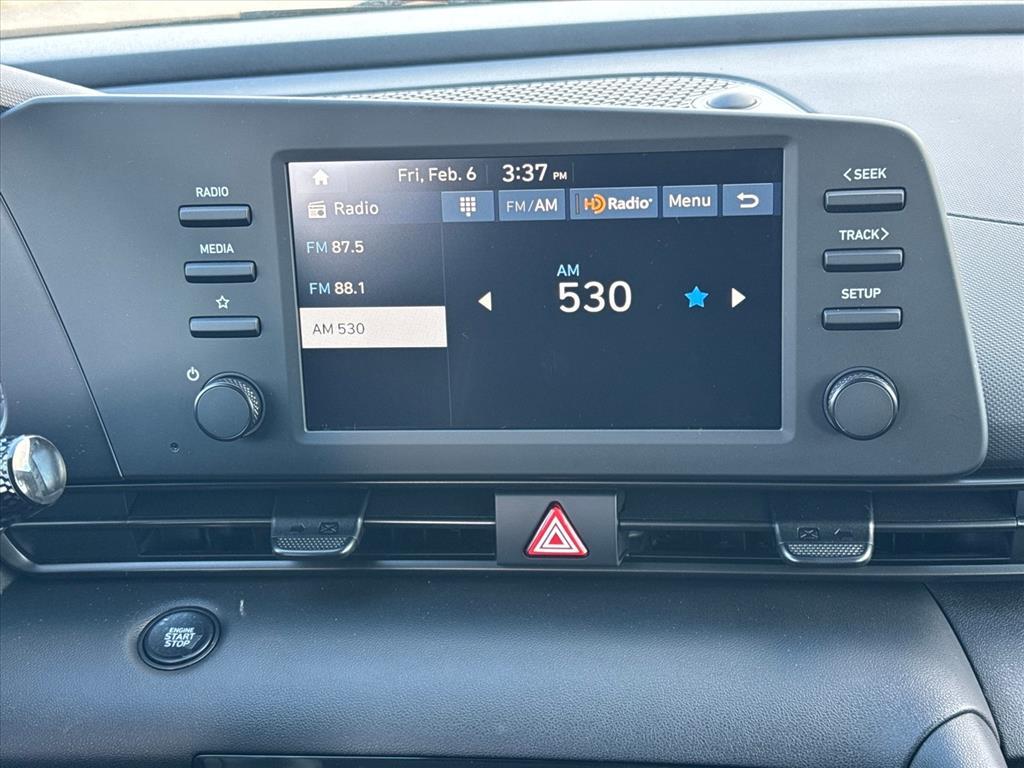 Fri, Feb. 6 3:37 PM
RADIO
MEDIA
Radio
FM/AM
HD Radio
Menu
FM 87.5
FM 88.1
AM 530
AM
530
< SEEK
TRACK >
SETUP
ENGINE
START
STOP